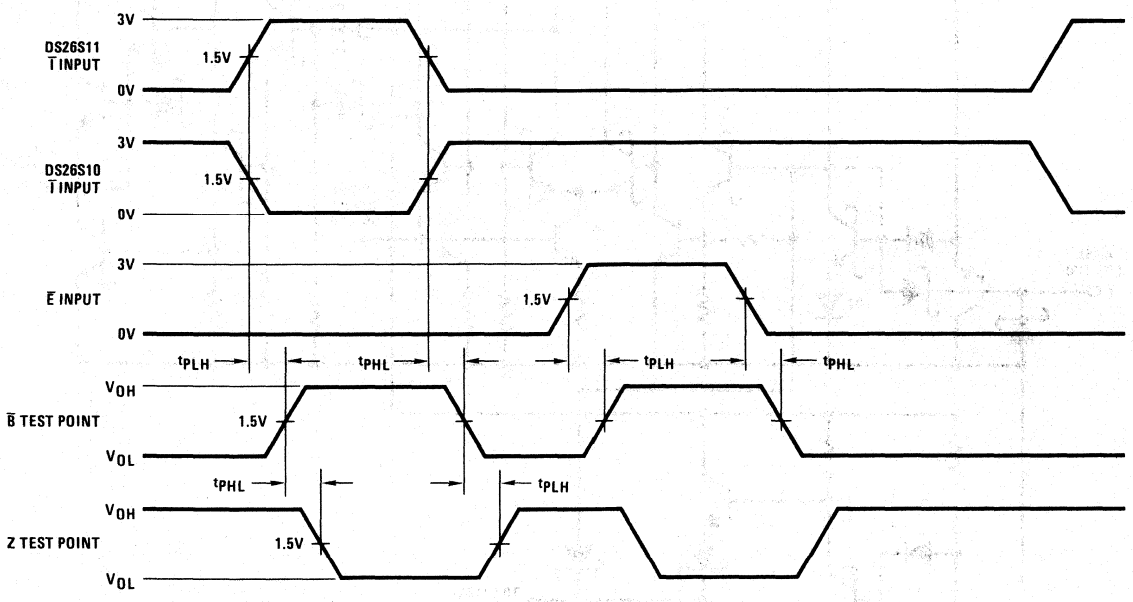 3V
DS26S11
Ī INPUT
1.5V
0V
3V
DS26S10
Ī INPUT
1.5V
0V
3V
Ē INPUT
1.5V
0V
tPLH
tPHL
tPLH
tPHL
VOH
B̄ TEST POINT
1.5V
VOL
tPHL
tPLH
VOH
Z TEST POINT
1.5V
VOL